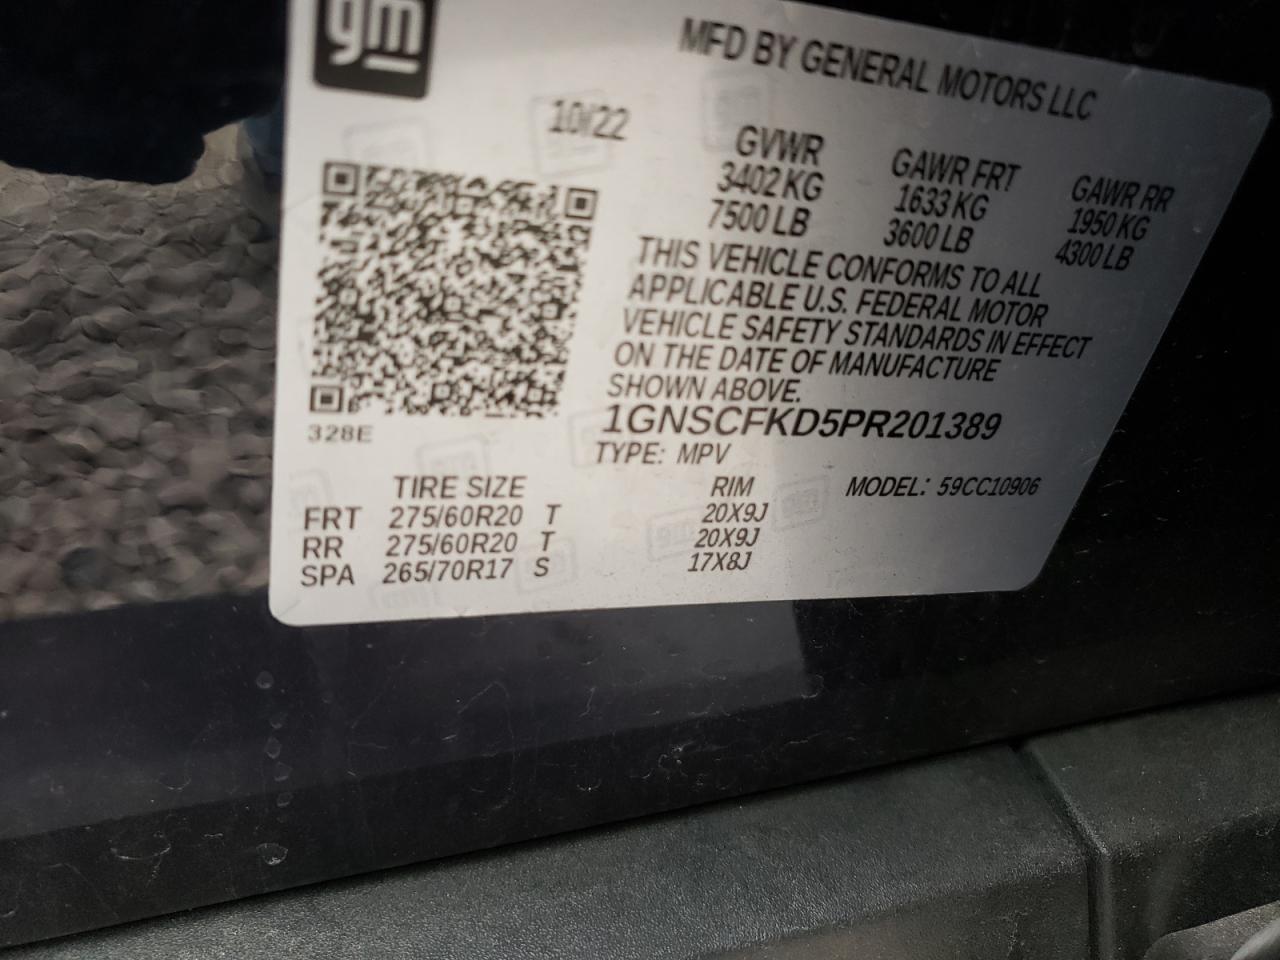 gm
MFD BY GENERAL MOTORS LLC
10/22
GVWR
3402 KG
7500 LB
GAWR FRT
1633 KG
3600 LB
GAWR RR
1950 KG
4300 LB
THIS VEHICLE CONFORMS TO ALL
APPLICABLE U.S. FEDERAL MOTOR
VEHICLE SAFETY STANDARDS IN EFFECT
ON THE DATE OF MANUFACTURE
SHOWN ABOVE.
328E
1GNSCFKD5PR201389
TYPE: MPV
TIRE SIZE RIM MODEL: 59CC10906
FRT 275/60R20 T 20X9J
RR 275/60R20 T 20X9J
SPA 265/70R17 S 17X8J